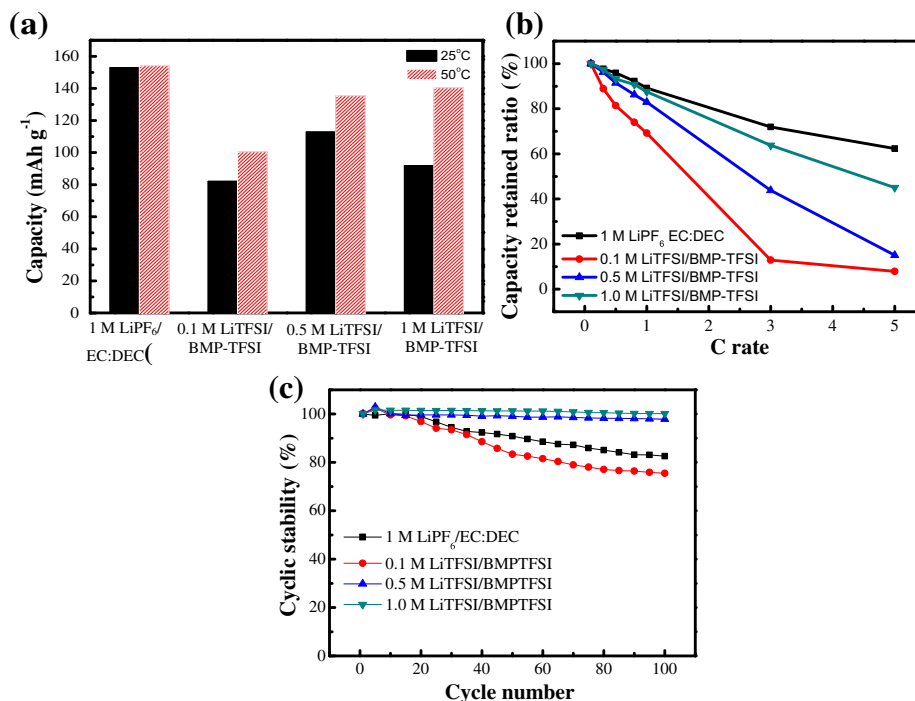 (a)
160
140
120
100
80
60
40
20
0
Capacity (mAh g-1)
25°C
50°C
1 M LiPF6/
EC:DEC(
0.1 M LiTFSI/
BMP-TFSI
0.5 M LiTFSI/
BMP-TFSI
1 M LiTFSI/
BMP-TFSI
(b)
100
80
60
40
20
0
Capacity retained ratio (%)
1 M LiPF6 EC:DEC
0.1 M LiTFSI/BMP-TFSI
0.5 M LiTFSI/BMP-TFSI
1.0 M LiTFSI/BMP-TFSI
0 1 2 3 4 5
C rate
(c)
100
80
60
40
20
0
Cyclic stability (%)
1 M LiPF6/EC:DEC
0.1 M LiTFSI/BMPTFSI
0.5 M LiTFSI/BMPTFSI
1.0 M LiTFSI/BMPTFSI
0 20 40 60 80 100
Cycle number